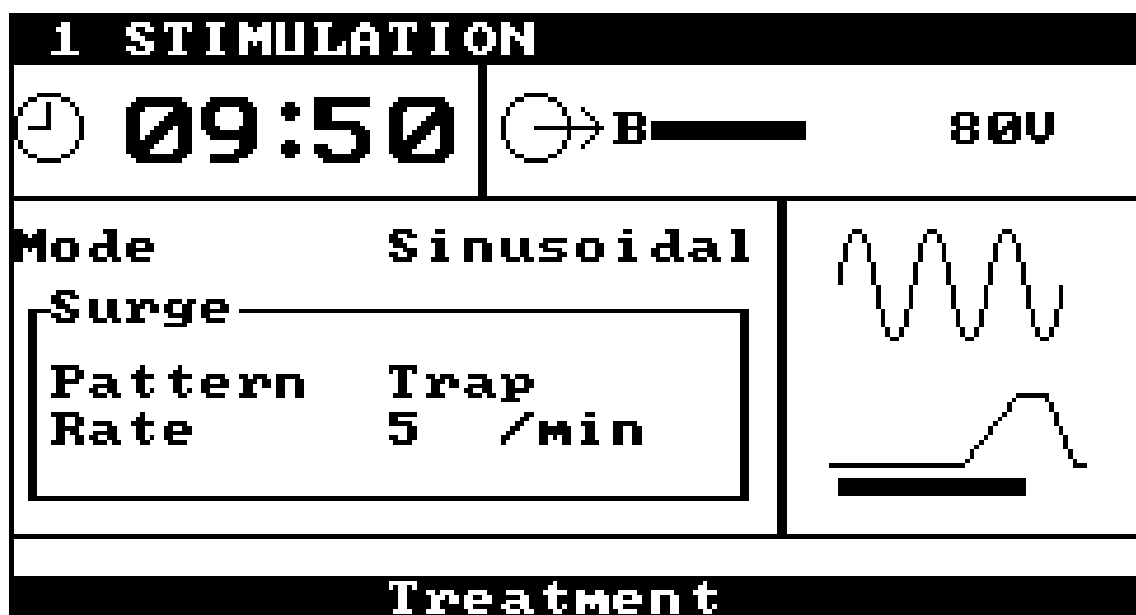 1 STIMULATION
09:50 B 80V
Mode Sinusoidal
Surge
Pattern Trap
Rate 5 /min
Treatment